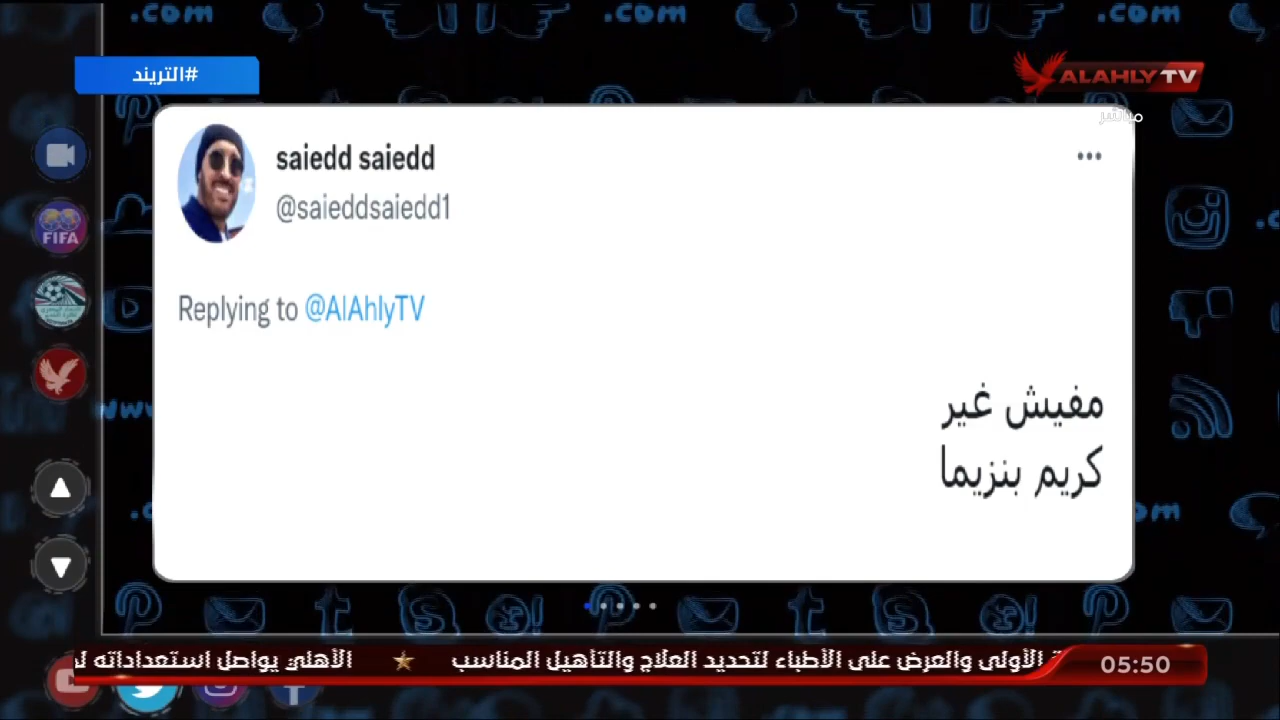 #التريند
ALAHLY TV
مباشر
saiedd saiedd
@saieddsaiedd1
Replying to @AlAhlyTV
مفيش غير
كريم بنزيما
FIFA
الأولى والعرض على الأطباء لتحديد العلاج والتأهيل المناسب
الأهلي يواصل استعداداته
05:50